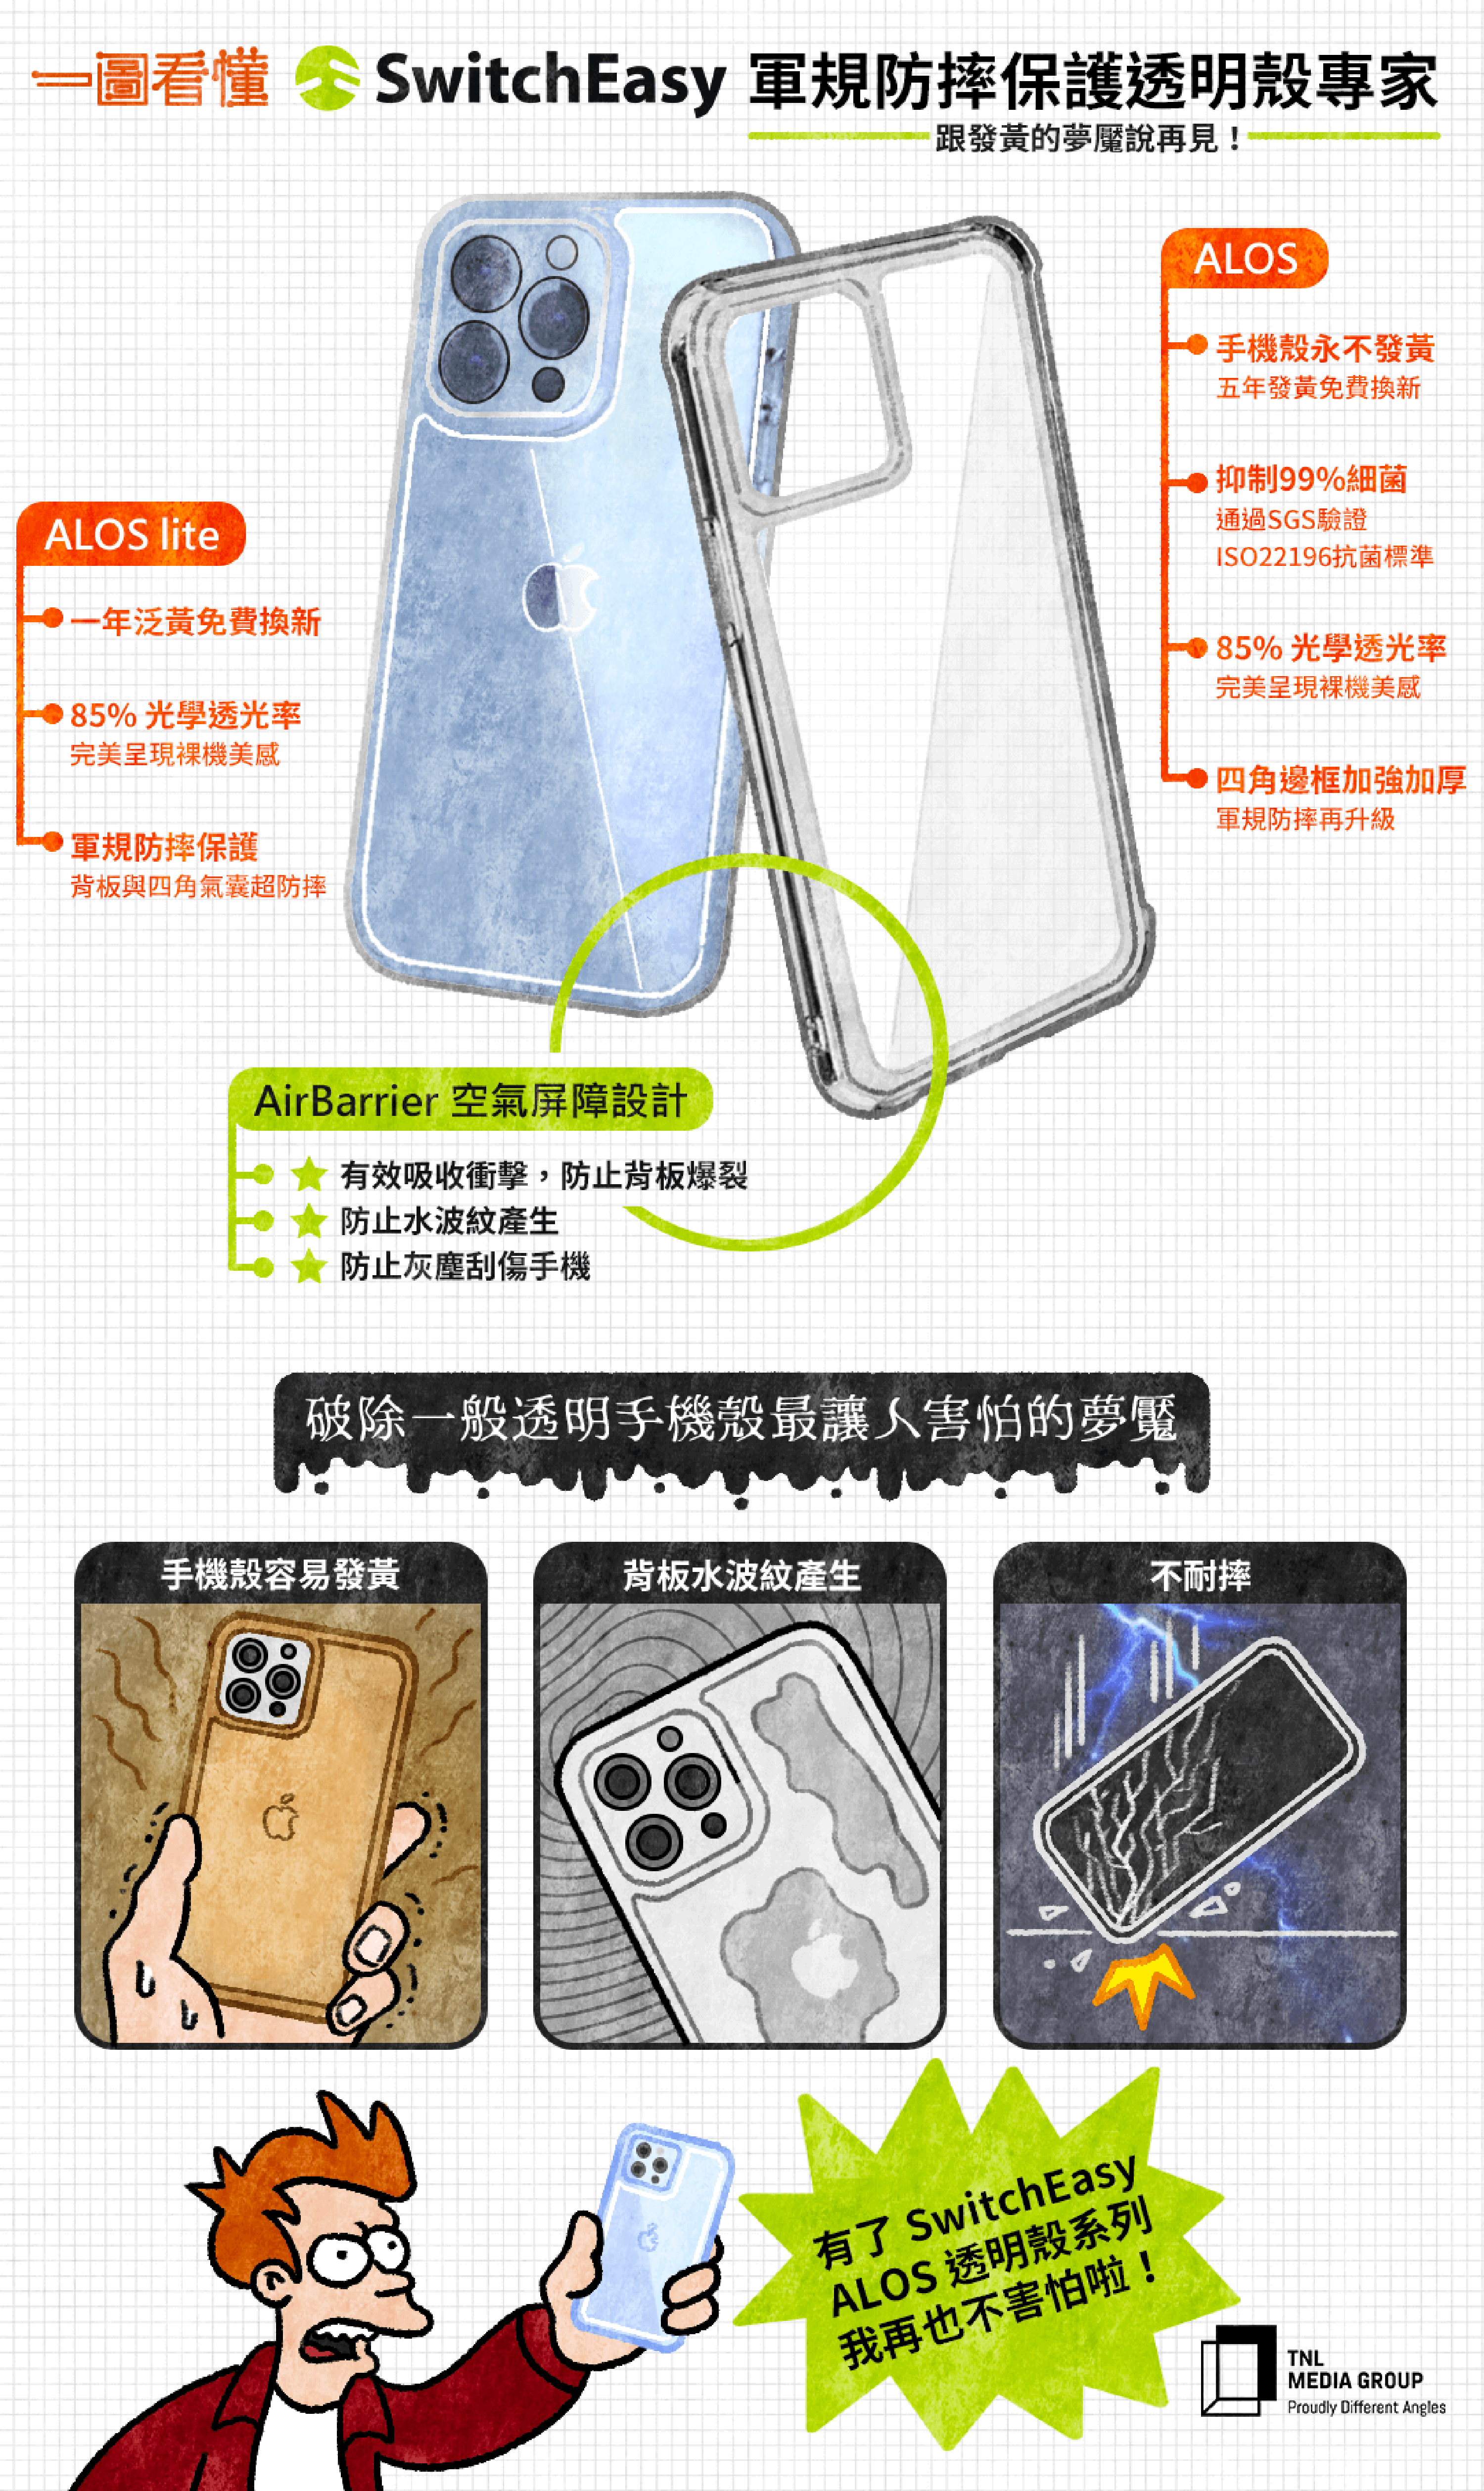 一圖看懂 SwitchEasy 軍規防摔保護透明殼專家
跟發黃的夢魘說再見！
ALOS
手機殼永不發黃
五年發黃免費換新
抑制99%細菌
通過SGS驗證
ISO22196抗菌標準
85% 光學透光率
完美呈現裸機美感
四角邊框加強加厚
軍規防摔再升級
ALOS lite
一年泛黃免費換新
85% 光學透光率
完美呈現裸機美感
軍規防摔保護
背板與四角氣囊超防摔
AirBarrier 空氣屏障設計
有效吸收衝擊，防止背板爆裂
防止水波紋產生
防止灰塵刮傷手機
破除一般透明手機殼最讓人害怕的夢魘
手機殼容易發黃
背板水波紋產生
不耐摔
有了 SwitchEasy
ALOS 透明殼系列
我再也不害怕啦！
TNL
MEDIA GROUP
Proudly Different Angles